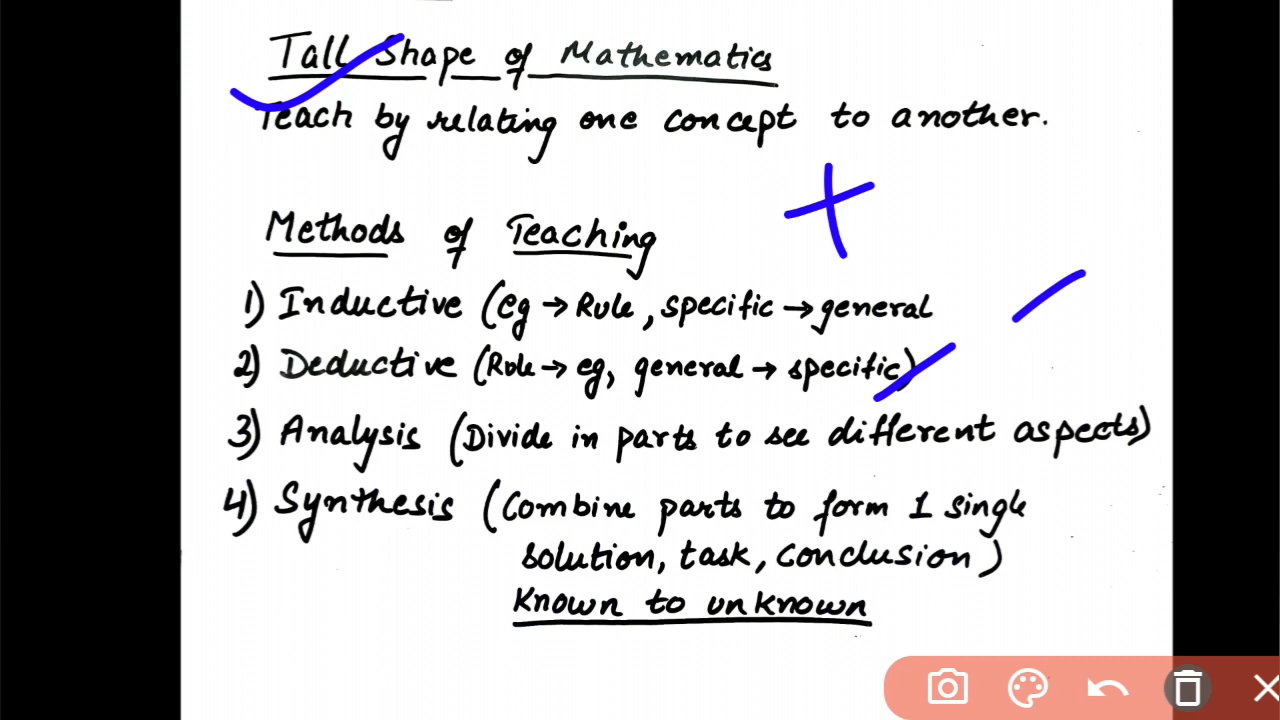 Tall Shape of Mathematics
Teach by relating one concept to another.
Methods of Teaching
1) Inductive (eg → Rule, specific → general
2) Deductive (Rule → eg, general → specific)
3) Analysis (Divide in parts to see different aspects)
4) Synthesis (Combine parts to form 1 single
solution, task, conclusion)
Known to unknown